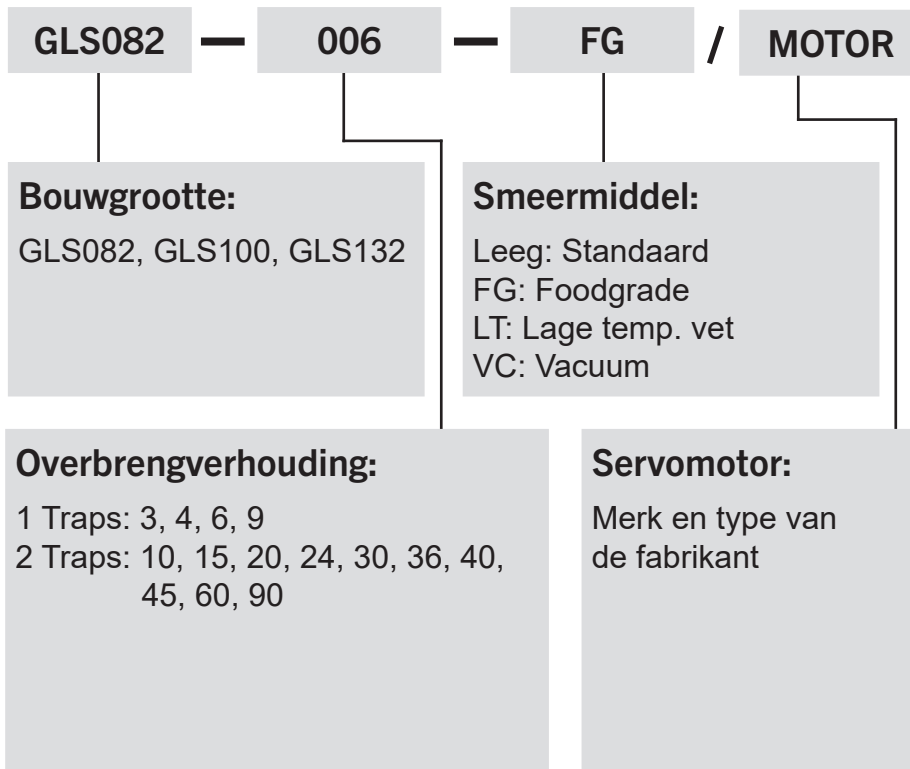 GLS082 — 006 — FG / MOTOR
Bouwgrootte:
GLS082, GLS100, GLS132
Smeermiddel:
Leeg: Standaard
FG: Foodgrade
LT: Lage temp. vet
VC: Vacuum
Overbrengverhouding:
1 Traps: 3, 4, 6, 9
2 Traps: 10, 15, 20, 24, 30, 36, 40,
45, 60, 90
Servomotor:
Merk en type van
de fabrikant